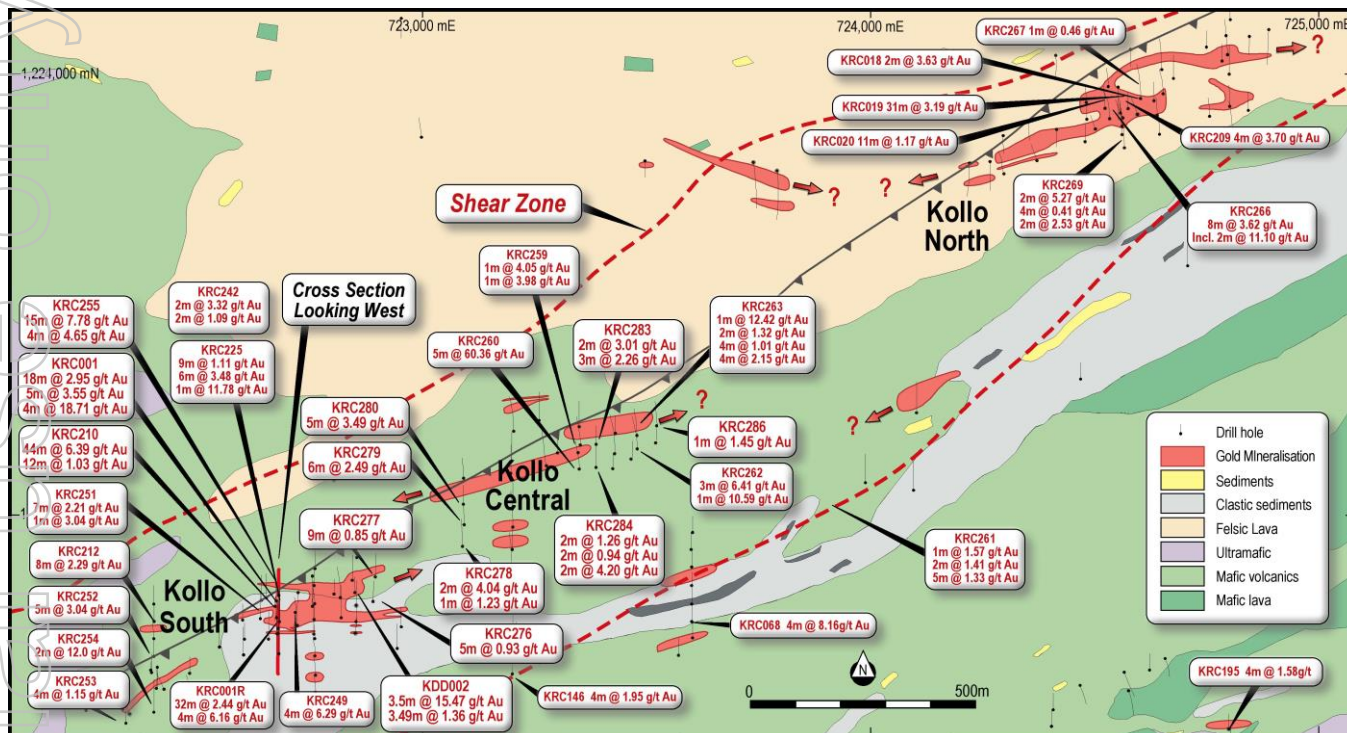 723,000 mE
724,000 mE
725,000 mE
1,224,000 mN
KRC267 1m @ 0.46 g/t Au
KRC018 2m @ 3.63 g/t Au
KRC019 31m @ 3.19 g/t Au
KRC020 11m @ 1.17 g/t Au
KRC209 4m @ 3.70 g/t Au
?
?
?
KRC269
2m @ 5.27 g/t Au
4m @ 0.41 g/t Au
2m @ 2.53 g/t Au
KRC266
8m @ 3.62 g/t Au
Incl. 2m @ 11.10 g/t Au
Kollo
North
Shear Zone
KRC259
1m @ 4.05 g/t Au
1m @ 3.98 g/t Au
Cross Section
Looking West
KRC242
2m @ 3.32 g/t Au
2m @ 1.09 g/t Au
KRC255
15m @ 7.78 g/t Au
4m @ 4.65 g/t Au
KRC225
9m @ 1.11 g/t Au
6m @ 3.48 g/t Au
1m @ 11.78 g/t Au
KRC001
18m @ 2.95 g/t Au
5m @ 3.55 g/t Au
4m @ 18.71 g/t Au
KRC260
5m @ 60.36 g/t Au
KRC283
2m @ 3.01 g/t Au
3m @ 2.26 g/t Au
KRC263
1m @ 12.42 g/t Au
2m @ 1.32 g/t Au
4m @ 1.01 g/t Au
4m @ 2.15 g/t Au
?
?
KRC280
5m @ 3.49 g/t Au
KRC286
1m @ 1.45 g/t Au
KRC210
44m @ 6.39 g/t Au
12m @ 1.03 g/t Au
KRC279
6m @ 2.49 g/t Au
Kollo
Central
KRC262
3m @ 6.41 g/t Au
1m @ 10.59 g/t Au
KRC251
7m @ 2.21 g/t Au
1m @ 3.04 g/t Au
KRC277
9m @ 0.85 g/t Au
KRC284
2m @ 1.26 g/t Au
2m @ 0.94 g/t Au
2m @ 4.20 g/t Au
KRC261
1m @ 1.57 g/t Au
2m @ 1.41 g/t Au
5m @ 1.33 g/t Au
KRC212
8m @ 2.29 g/t Au
KRC278
2m @ 4.04 g/t Au
1m @ 1.23 g/t Au
Kollo
South
KRC252
5m @ 3.04 g/t Au
KRC276
5m @ 0.93 g/t Au
KRC068 4m @ 8.16g/t Au
KRC254
2m @ 12.0 g/t Au
KRC253
4m @ 1.15 g/t Au
KRC001R
32m @ 2.44 g/t Au
4m @ 6.16 g/t Au
KRC249
4m @ 6.29 g/t Au
KDD002
3.5m @ 15.47 g/t Au
3.49m @ 1.36 g/t Au
KRC146 4m @ 1.95 g/t Au
KRC195 4m @ 1.58g/t
N
0
500m
Drill hole
Gold MIneralisation
Sediments
Clastic sediments
Felsic Lava
Ultramafic
Mafic volcanics
Mafic lava